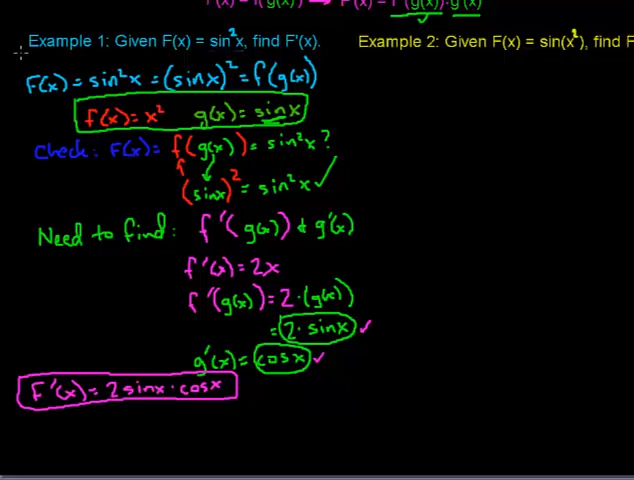 F(x) = f(g(x)) → F'(x) = f'(g(x))·g'(x)
Example 1: Given F(x) = sin²x, find F'(x).
Example 2: Given F(x) = sin(x²), find F
F(x) = sin²x = (sinx)² = f(g(x))
f(x) = x² g(x) = sinx
Check: F(x) = f(g(x)) = sin²x?
(sinx)² = sin²x ✓
Need to find: f'(g(x)) & g'(x)
f'(x) = 2x
f'(g(x)) = 2·(g(x))
= 2·sinx ✓
g'(x) = cosx ✓
F'(x) = 2sinx·cosx